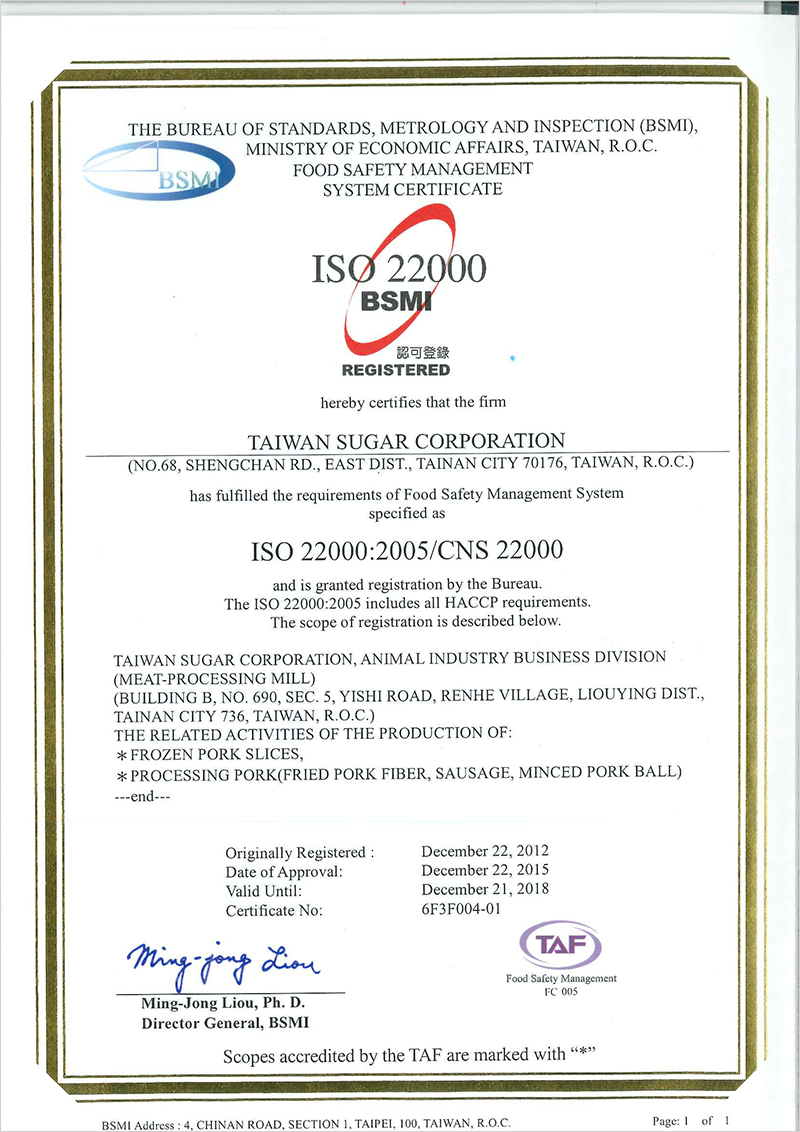 THE BUREAU OF STANDARDS, METROLOGY AND INSPECTION (BSMI),
MINISTRY OF ECONOMIC AFFAIRS, TAIWAN, R.O.C.
BSMI
FOOD SAFETY MANAGEMENT
SYSTEM CERTIFICATE
ISO 22000
BSMI
認可登錄
REGISTERED
hereby certifies that the firm
TAIWAN SUGAR CORPORATION
(NO.68, SHENGCHAN RD., EAST DIST., TAINAN CITY 70176, TAIWAN, R.O.C.)
has fulfilled the requirements of Food Safety Management System
specified as
ISO 22000:2005/CNS 22000
and is granted registration by the Bureau.
The ISO 22000:2005 includes all HACCP requirements.
The scope of registration is described below.
TAIWAN SUGAR CORPORATION, ANIMAL INDUSTRY BUSINESS DIVISION
(MEAT-PROCESSING MILL)
(BUILDING B, NO. 690, SEC. 5, YISHI ROAD, RENHE VILLAGE, LIOUYING DIST.,
TAINAN CITY 736, TAIWAN, R.O.C.)
THE RELATED ACTIVITIES OF THE PRODUCTION OF:
*FROZEN PORK SLICES,
*PROCESSING PORK(FRIED PORK FIBER, SAUSAGE, MINCED PORK BALL)
---end---
Originally Registered : December 22, 2012
Date of Approval: December 22, 2015
Valid Until: December 21, 2018
Certificate No: 6F3F004-01
Ming-jong Liou
TAF
Food Safety Management
FC 005
Ming-Jong Liou, Ph. D.
Director General, BSMI
Scopes accredited by the TAF are marked with “*”
BSMI Address : 4, CHINAN ROAD, SECTION 1, TAIPEI, 100, TAIWAN, R.O.C.
Page: 1 of 1